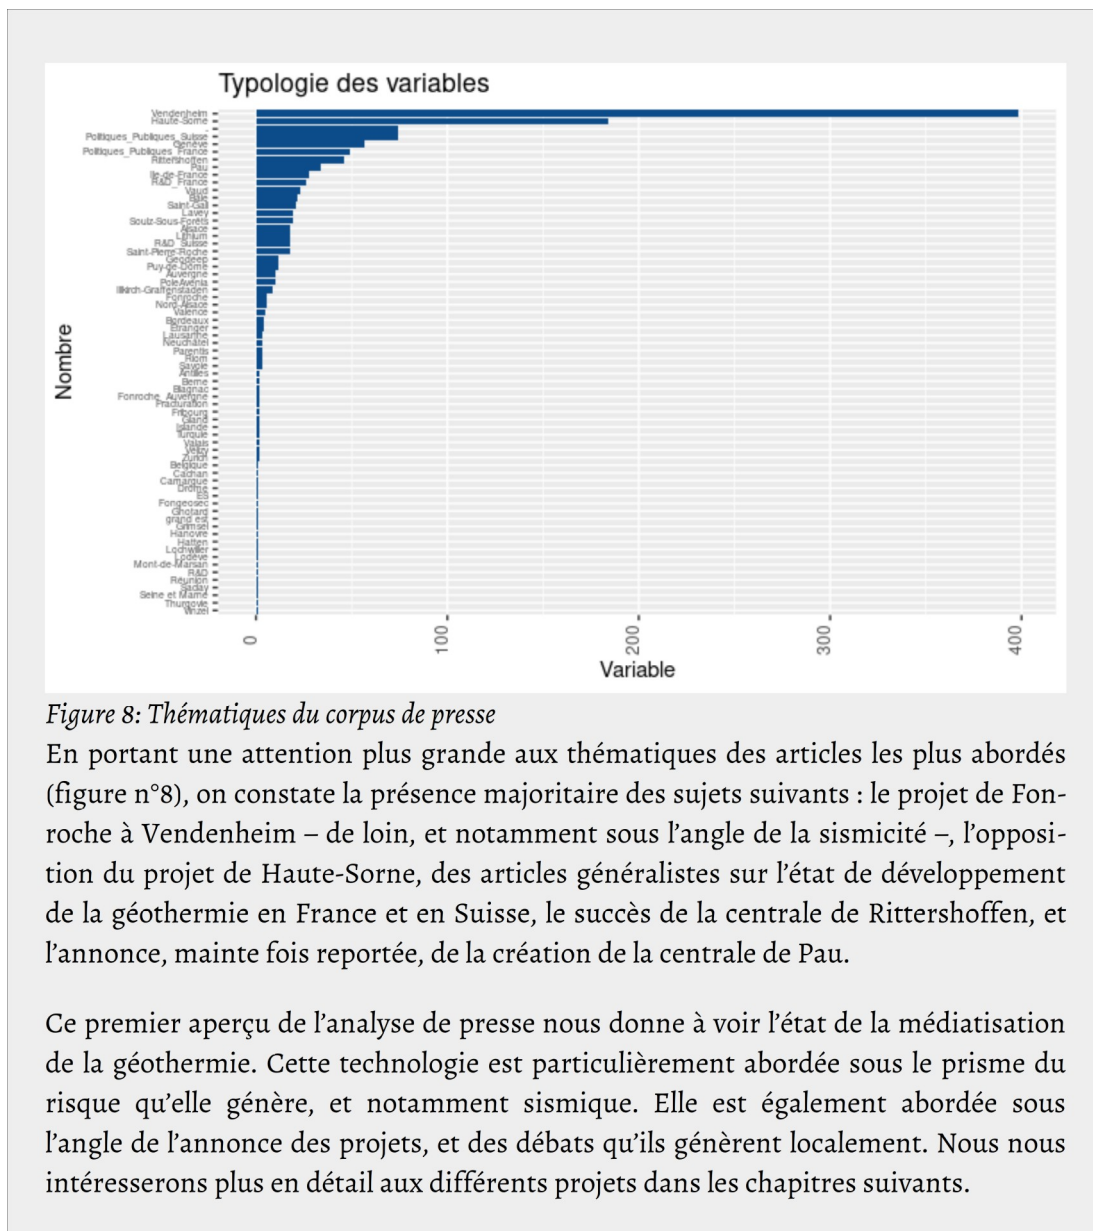 Typologie des variables
Vendenheim
Haute-Sorne
-
Politiques_Publiques_Suisse
Genève
Politiques_Publiques_France
Rittershoffen
Pau
Ile-de-France
R&D_France
Vaud
Bâle
Saint-Gall
Lavey
Soulz-Sous-Forêts
Alsace
Lithium
R&D_Suisse
Saint-Pierre-Roche
Geodeep
Puy-de-Dôme
Auvergne
PoleAvenia
Illkirch-Graffenstaden
Fonroche
Nord-Alsace
Valence
Bordeaux
Etranger
Lausanne
Neuchâtel
Parentis
Riom
Savoie
Antilles
Berne
Blagnac
Fonroche_Auvergne
Fracturation
Fribourg
Gland
Islande
Turquie
Valais
Vélizy
Zurich
Belgique
Cachan
Camargue
Drôme
ES
Fongeosec
Ghotard
grand est
Grimsel
Hanovre
Hatten
Lochwiller
Lodève
Mont-de-Marsan
R&D
Réunion
Saclay
Seine et Marne
Thurgovie
Vinzel
Nombre
0 100 200 300 400
Variable
Figure 8: Thématiques du corpus de presse
En portant une attention plus grande aux thématiques des articles les plus abordés
(figure n°8), on constate la présence majoritaire des sujets suivants : le projet de Fon-
roche à Vendenheim – de loin, et notamment sous l’angle de la sismicité –, l’opposi-
tion du projet de Haute-Sorne, des articles généralistes sur l’état de développement
de la géothermie en France et en Suisse, le succès de la centrale de Rittershoffen, et
l’annonce, mainte fois reportée, de la création de la centrale de Pau.
Ce premier aperçu de l’analyse de presse nous donne à voir l’état de la médiatisation
de la géothermie. Cette technologie est particulièrement abordée sous le prisme du
risque qu’elle génère, et notamment sismique. Elle est également abordée sous
l’angle de l’annonce des projets, et des débats qu’ils génèrent localement. Nous nous
intéresserons plus en détail aux différents projets dans les chapitres suivants.